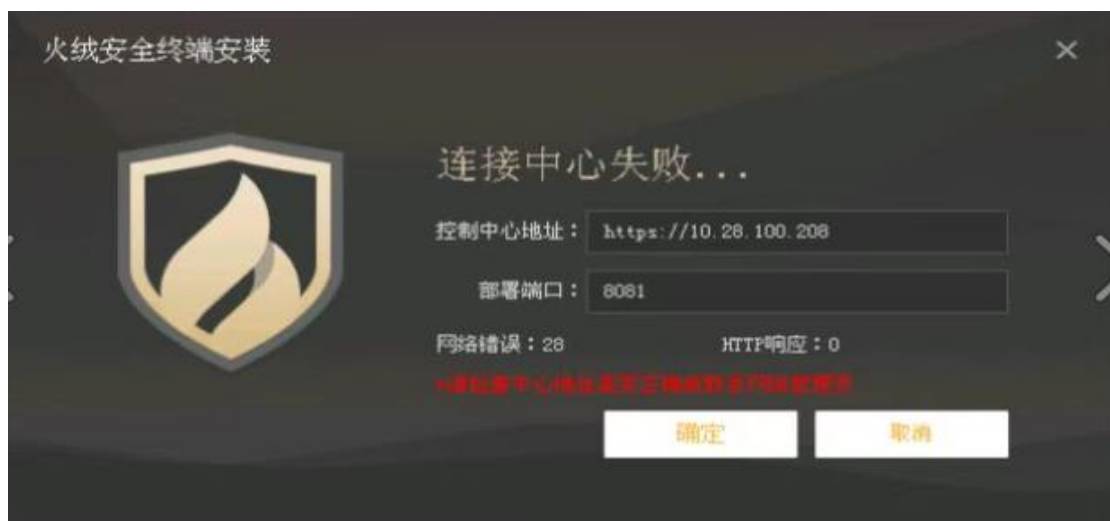 火绒安全终端安装
连接中心失败...
控制中心地址： https://10.28.100.208
部署端口： 8081
网络错误：28 HTTP响应：0
确定 取消